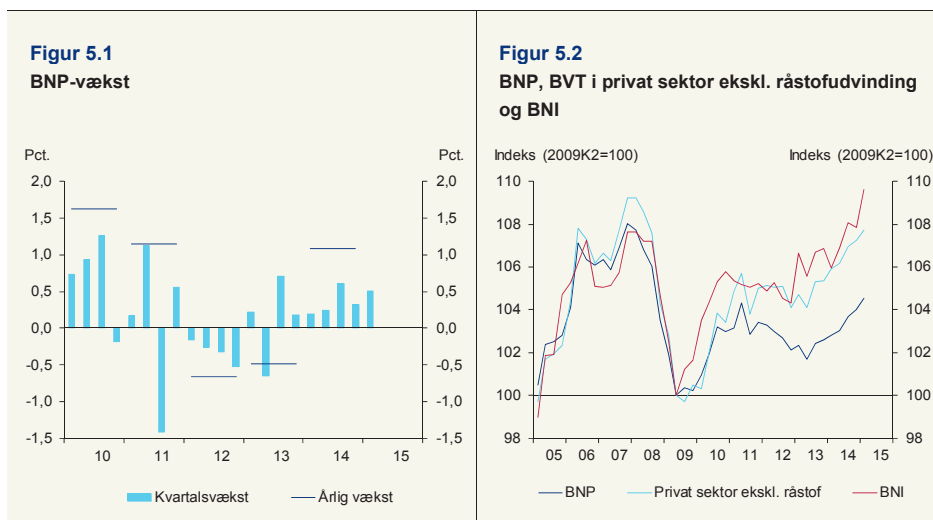 Figur 5.1
BNP-vækst
Pct. Pct.
2,0 2,0
1,5 1,5
1,0 1,0
0,5 0,5
0,0 0,0
-0,5 -0,5
-1,0 -1,0
-1,5 -1,5
10 11 12 13 14 15
Kvartalsvækst Årlig vækst
Figur 5.2
BNP, BVT i privat sektor ekskl. råstofudvinding
og BNI
Indeks (2009K2=100) Indeks (2009K2=100)
110 110
108 108
106 106
104 104
102 102
100 100
98 98
05 06 07 08 09 10 11 12 13 14 15
BNP Privat sektor ekskl. råstof BNI